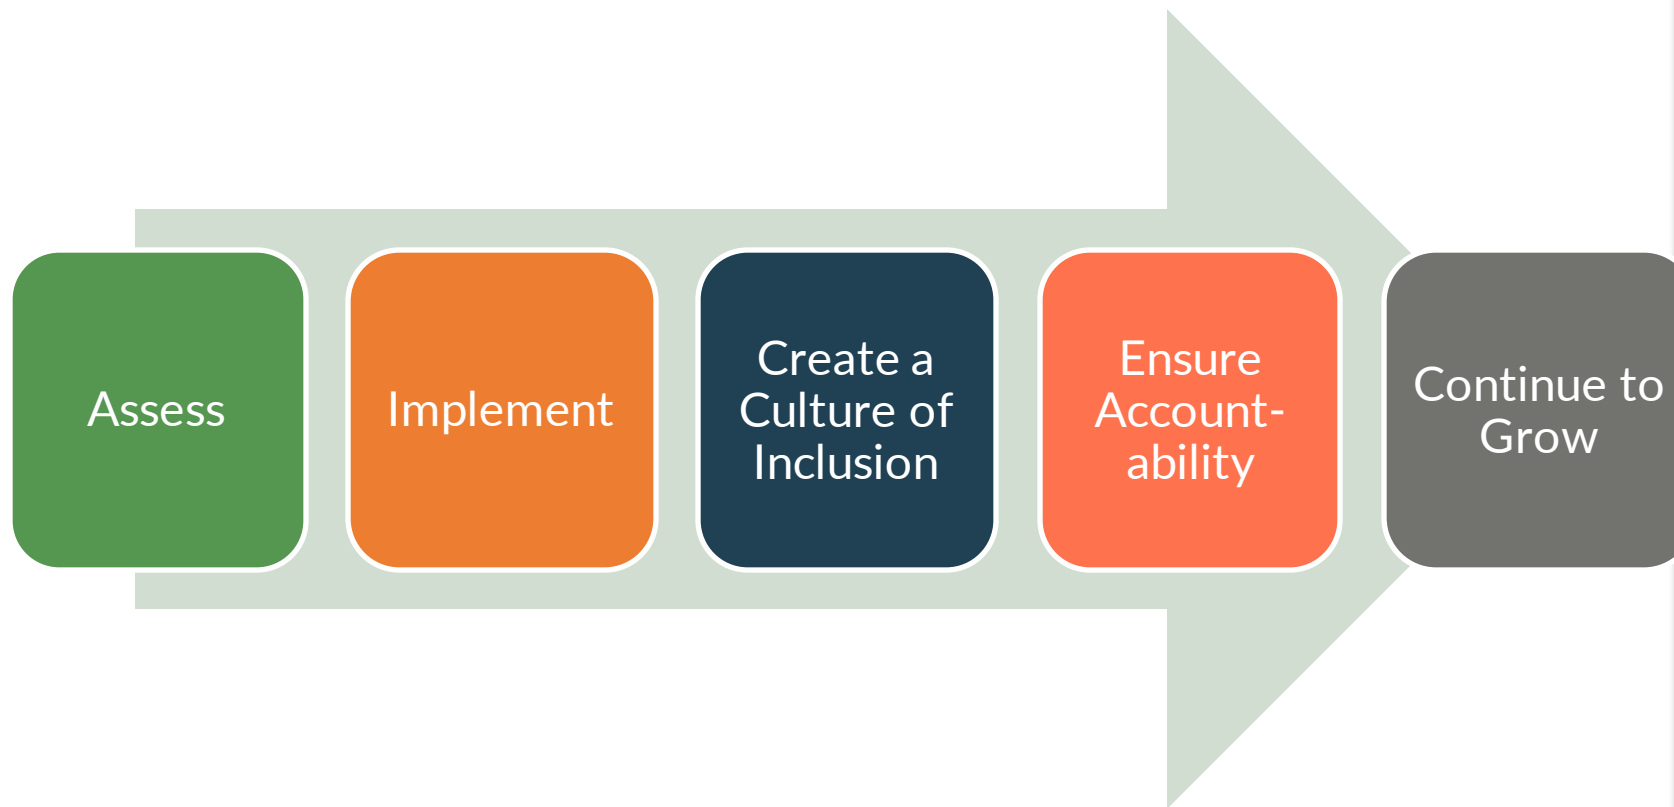 Assess
Implement
Create a
Culture of
Inclusion
Ensure
Account-
ability
Continue to
Grow